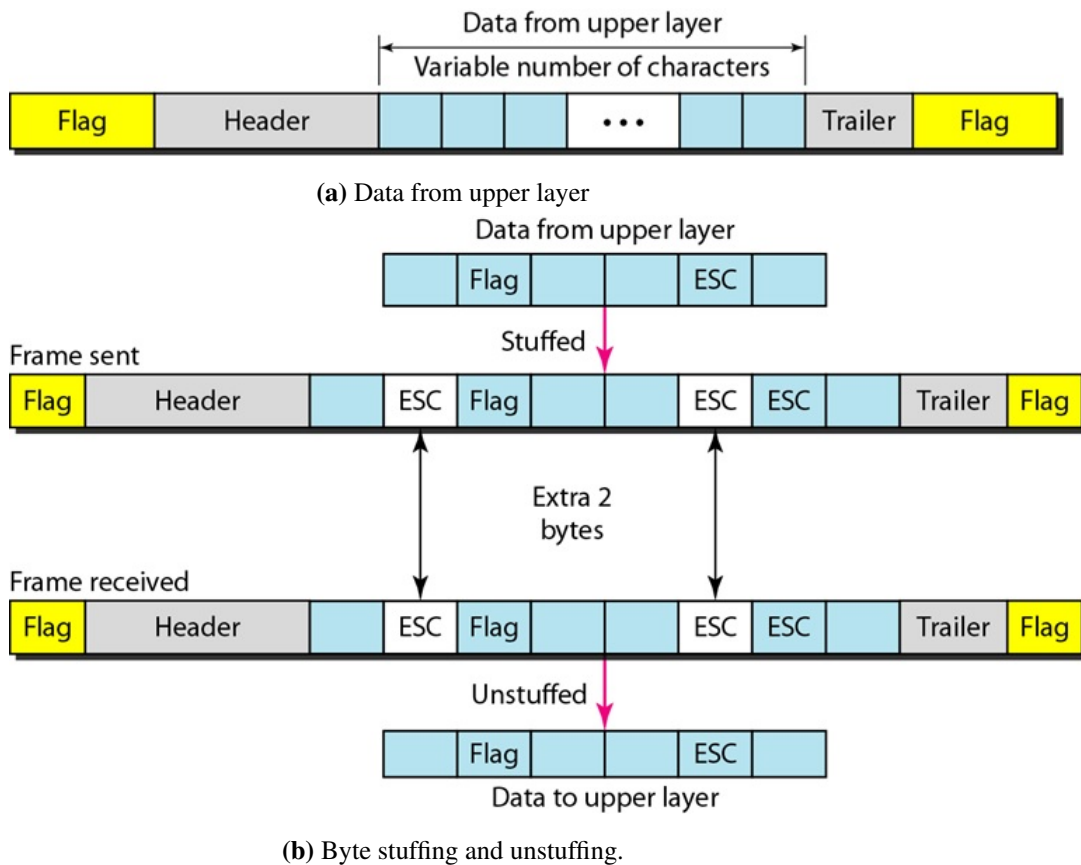 Data from upper layer
Variable number of characters
Flag Header ••• Trailer Flag
(a) Data from upper layer
Data from upper layer
Flag ESC
Stuffed
Frame sent
Flag Header ESC Flag ESC ESC Trailer Flag
Extra 2
bytes
Frame received
Flag Header ESC Flag ESC ESC Trailer Flag
Unstuffed
Flag ESC
Data to upper layer
(b) Byte stuffing and unstuffing.